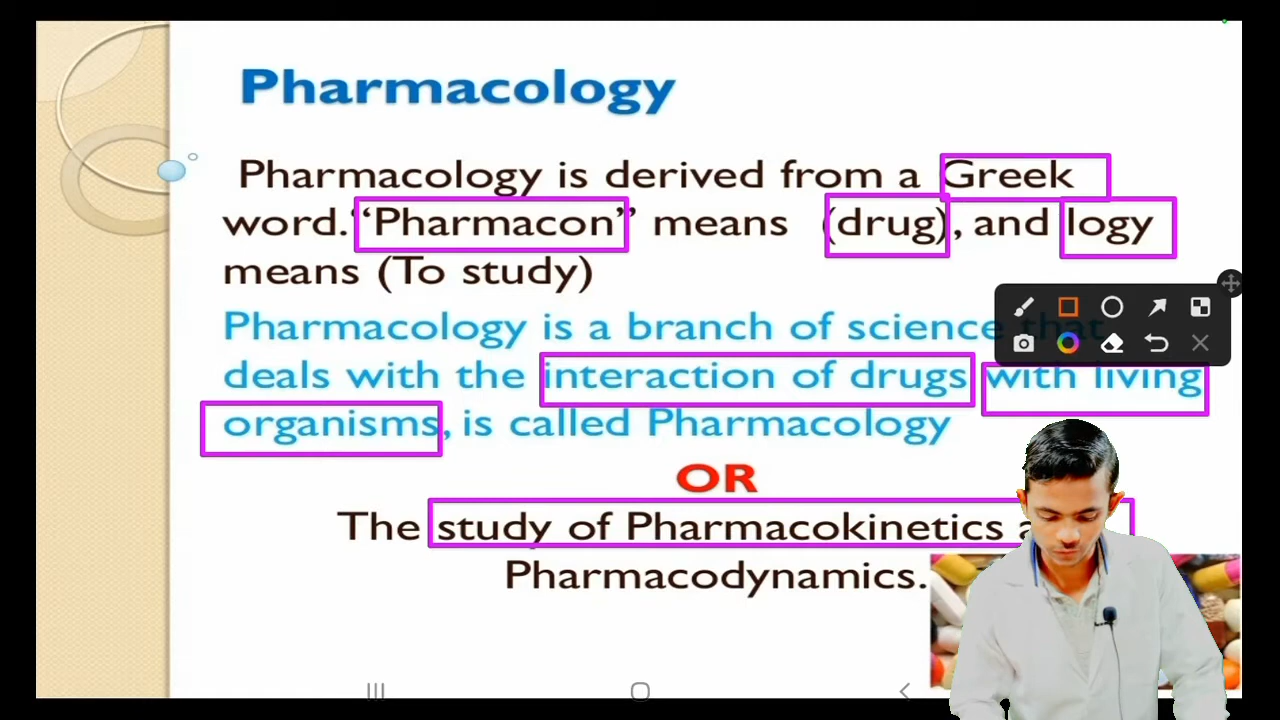 Pharmacology
Pharmacology is derived from a Greek
word.“Pharmacon” means (drug), and logy
means (To study)
Pharmacology is a branch of science that
deals with the interaction of drugs with living
organisms, is called Pharmacology
OR
The study of Pharmacokinetics
Pharmacodynamics.